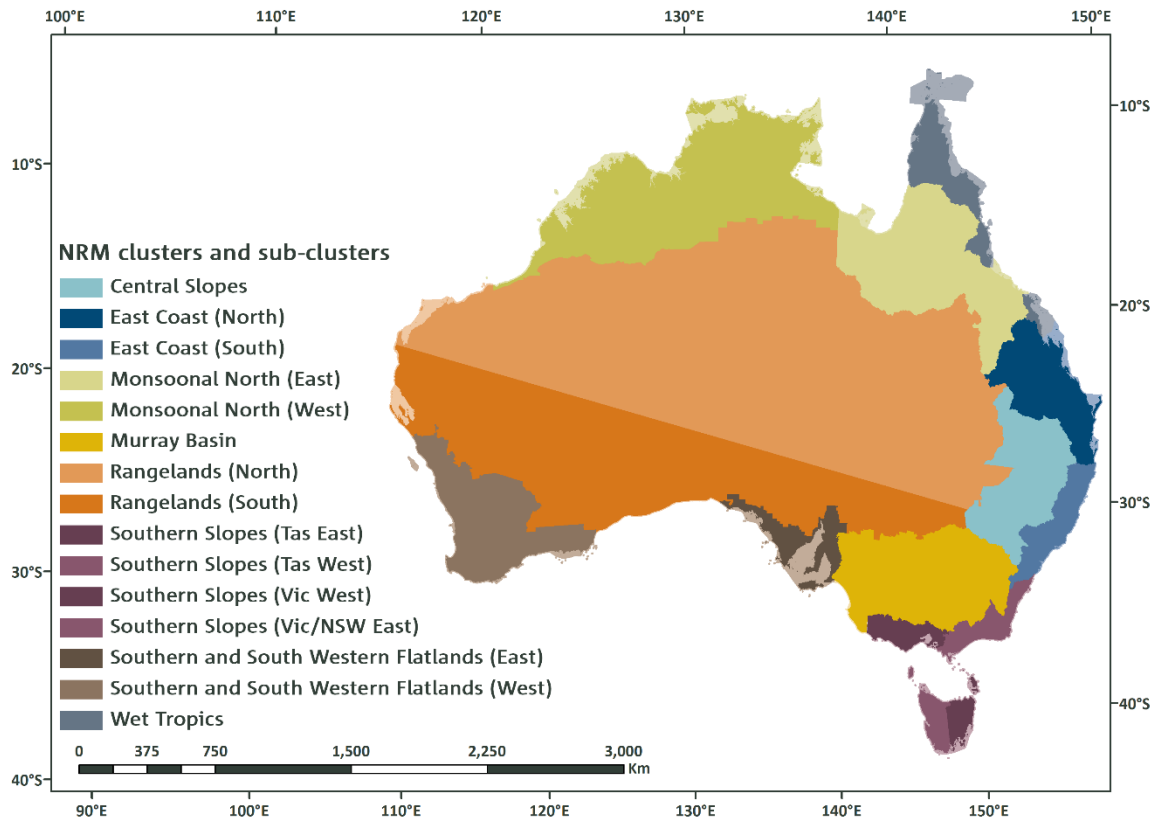 100°E 110°E 120°E 130°E 140°E 150°E
10°S
10°S
NRM clusters and sub-clusters
Central Slopes
20°S
East Coast (North)
East Coast (South)
20°S
Monsoonal North (East)
Monsoonal North (West)
Murray Basin
Rangelands (North)
Rangelands (South)
30°S
Southern Slopes (Tas East)
Southern Slopes (Tas West)
30°S
Southern Slopes (Vic West)
Southern Slopes (Vic/NSW East)
Southern and South Western Flatlands (East)
Southern and South Western Flatlands (West)
40°S
Wet Tropics
0 375 750 1,500 2,250 3,000
Km
40°S
90°E 100°E 110°E 120°E 130°E 140°E 150°E